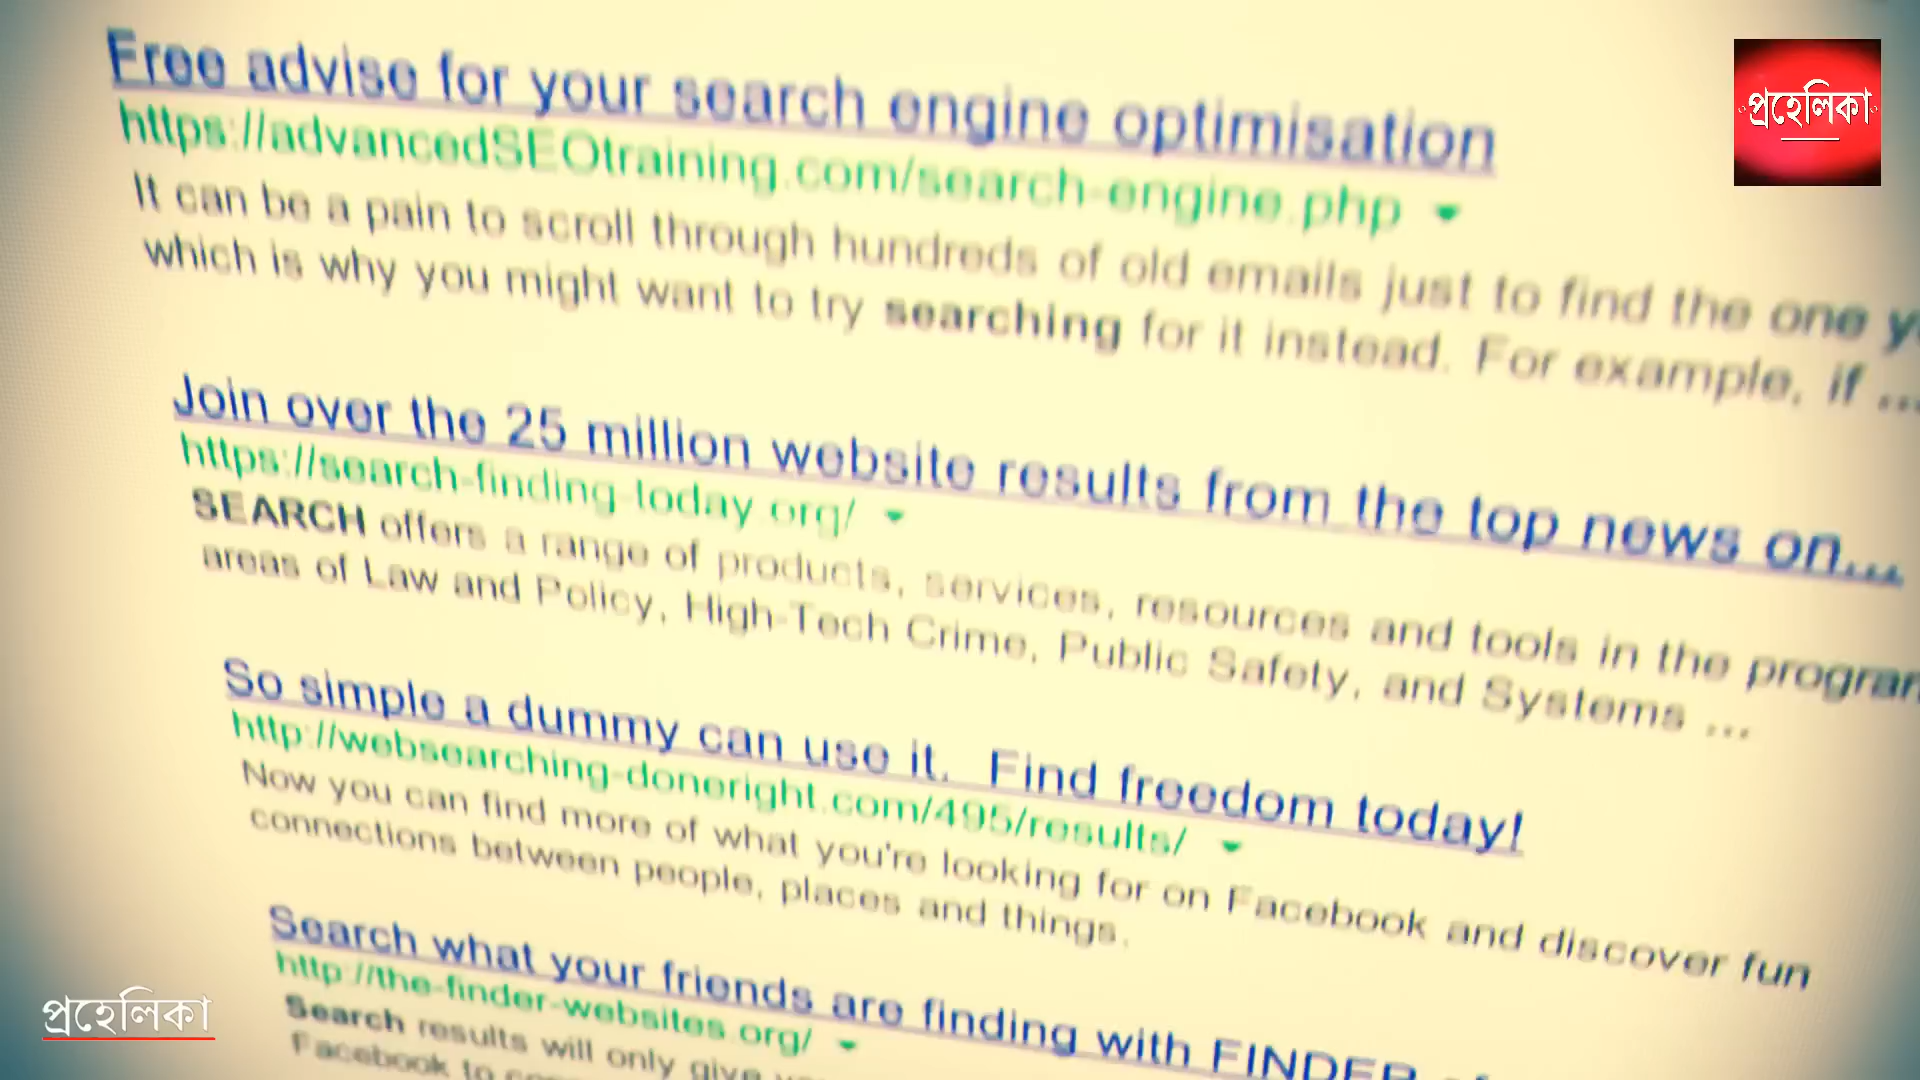 Free advise for your search engine optimisation
https://advancedSEOtraining.com/search-engine.php
It can be a pain to scroll through hundreds of old emails just to find the one
which is why you might want to try searching for it instead. For example, if ...
Join over the 25 million website results from the top news on...
https://search-finding-today.org/
SEARCH offers a range of products, services, resources and tools in the
areas of Law and Policy, High-Tech Crime, Public Safety, and Systems ...
So simple a dummy can use it. Find freedom today!
http://websearching-doneright.com/495/results/
Now you can find more of what you're looking for on Facebook and discover fun
connections between people, places and things.
Search what your friends are finding with FINDER
http://the-finder-websites.org/
Search results will only give
Facebook to
প্রহেলিকা
প্রহেলিকা